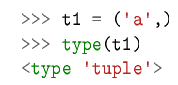 >>> t1 = ('a',)
>>> type(t1)
<type 'tuple'>